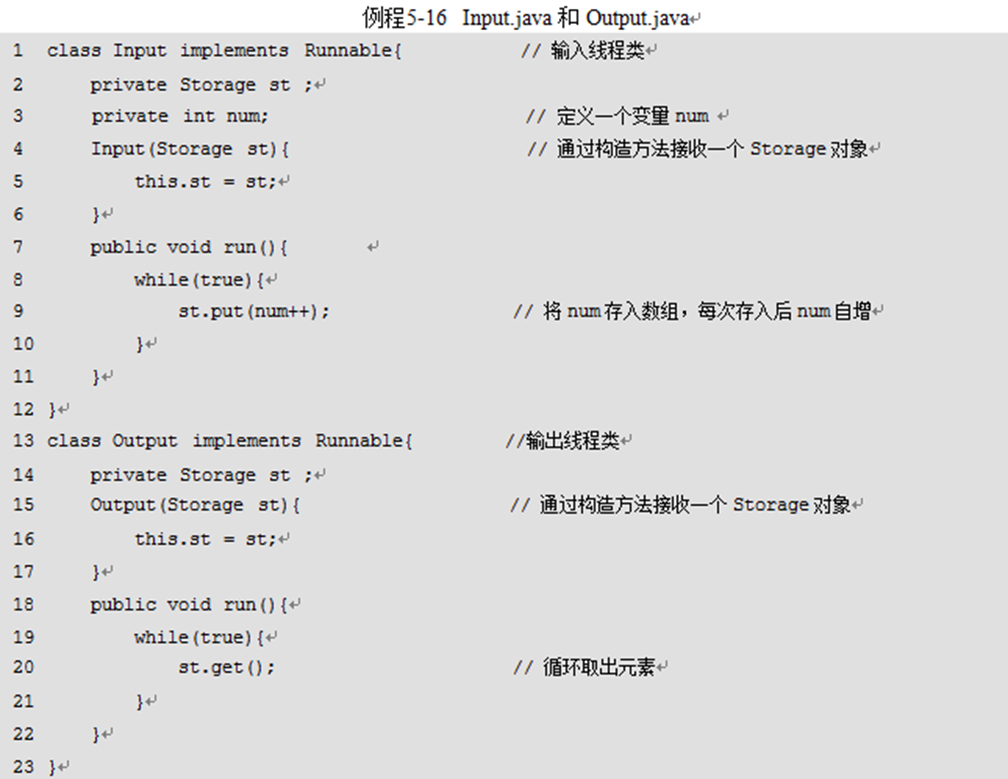 例程5-16 Input.java 和 Output.java↵
1 class Input implements Runnable{ // 输入线程类↵
2 private Storage st ;↵
3 private int num; // 定义一个变量 num ↵
4 Input(Storage st){ // 通过构造方法接收一个 Storage 对象↵
5 this.st = st;↵
6 }↵
7 public void run(){ ↵
8 while(true){↵
9 st.put(num++); // 将 num 存入数组，每次存入后 num 自增↵
10 }↵
11 }↵
12 }↵
13 class Output implements Runnable{ //输出线程类↵
14 private Storage st ;↵
15 Output(Storage st){ // 通过构造方法接收一个 Storage 对象↵
16 this.st = st;↵
17 }↵
18 public void run(){↵
19 while(true){↵
20 st.get(); // 循环取出元素↵
21 }↵
22 }↵
23 }↵